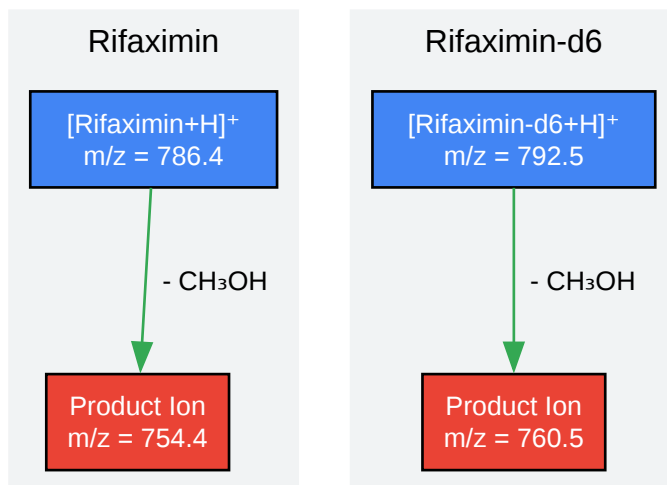 Rifaximin
[Rifaximin+H]⁺
m/z = 786.4
- CH₃OH
Product Ion
m/z = 754.4
Rifaximin-d6
[Rifaximin-d6+H]⁺
m/z = 792.5
- CH₃OH
Product Ion
m/z = 760.5